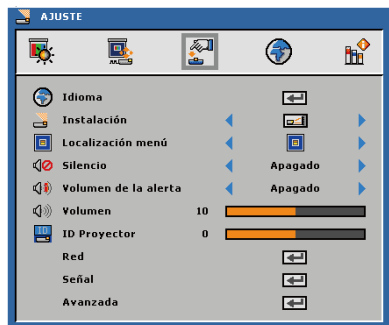 AJUSTE
Idioma
Instalación
Localización menú
Silencio Apagado
Volumen de la alerta Apagado
Volumen 10
ID ID Proyector 0
Red
Señal
Avanzada